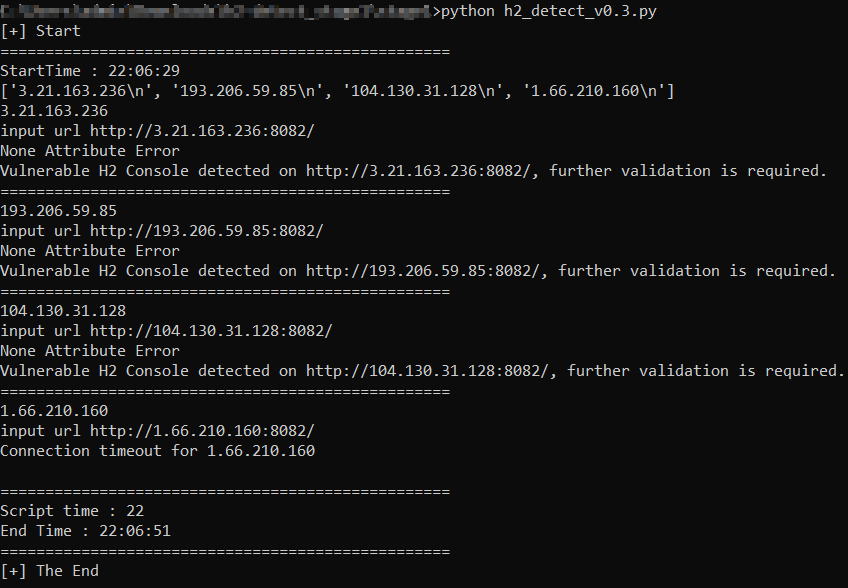 >python h2_detect_v0.3.py
[+] Start
==================================================
StartTime : 22:06:29
['3.21.163.236\n', '193.206.59.85\n', '104.130.31.128\n', '1.66.210.160\n']
3.21.163.236
input url http://3.21.163.236:8082/
None Attribute Error
Vulnerable H2 Console detected on http://3.21.163.236:8082/, further validation is required.
==================================================
193.206.59.85
input url http://193.206.59.85:8082/
None Attribute Error
Vulnerable H2 Console detected on http://193.206.59.85:8082/, further validation is required.
==================================================
104.130.31.128
input url http://104.130.31.128:8082/
None Attribute Error
Vulnerable H2 Console detected on http://104.130.31.128:8082/, further validation is required.
==================================================
1.66.210.160
input url http://1.66.210.160:8082/
Connection timeout for 1.66.210.160
==================================================
Script time : 22
End Time : 22:06:51
==================================================
[+] The End